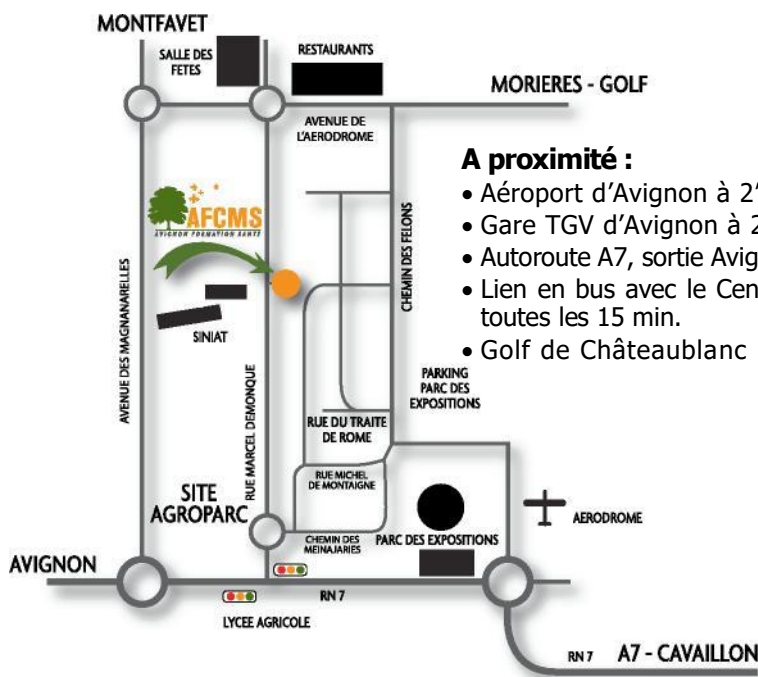 MONTFAVET
SALLE DES
FETES
RESTAURANTS
MORIERES - GOLF
AVENUE DE
L'AERODROME
A proximité :
• Aéroport d'Avignon à 2'
• Gare TGV d'Avignon à 2
• Autoroute A7, sortie Avig
• Lien en bus avec le Cen
toutes les 15 min.
• Golf de Châteaublanc
AFCMS
AVIGNON FORMATION SANTE
CHEMIN DES FELONS
AVENUE DES MAGNANARELLES
SINIAT
RUE MARCEL DEMONQUE
PARKING
PARC DES
EXPOSITIONS
RUE DU TRAITE
DE ROME
RUE MICHEL
DE MONTAIGNE
SITE
AGROPARC
CHEMIN DES
MEINAJARIES
PARC DES EXPOSITIONS
AERODROME
AVIGNON
RN 7
LYCEE AGRICOLE
RN 7 A7 - CAVAILLON